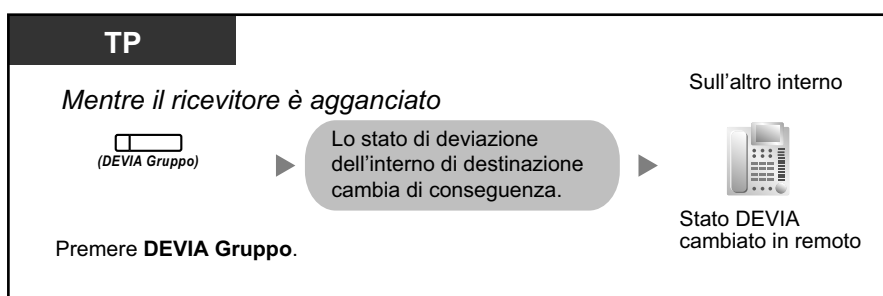 TP
Mentre il ricevitore è agganciato
(DEVIA Gruppo)
Premere DEVIA Gruppo.
Lo stato di deviazione
dell'interno di destinazione
cambia di conseguenza.
Sull'altro interno
Stato DEVIA
cambiato in remoto